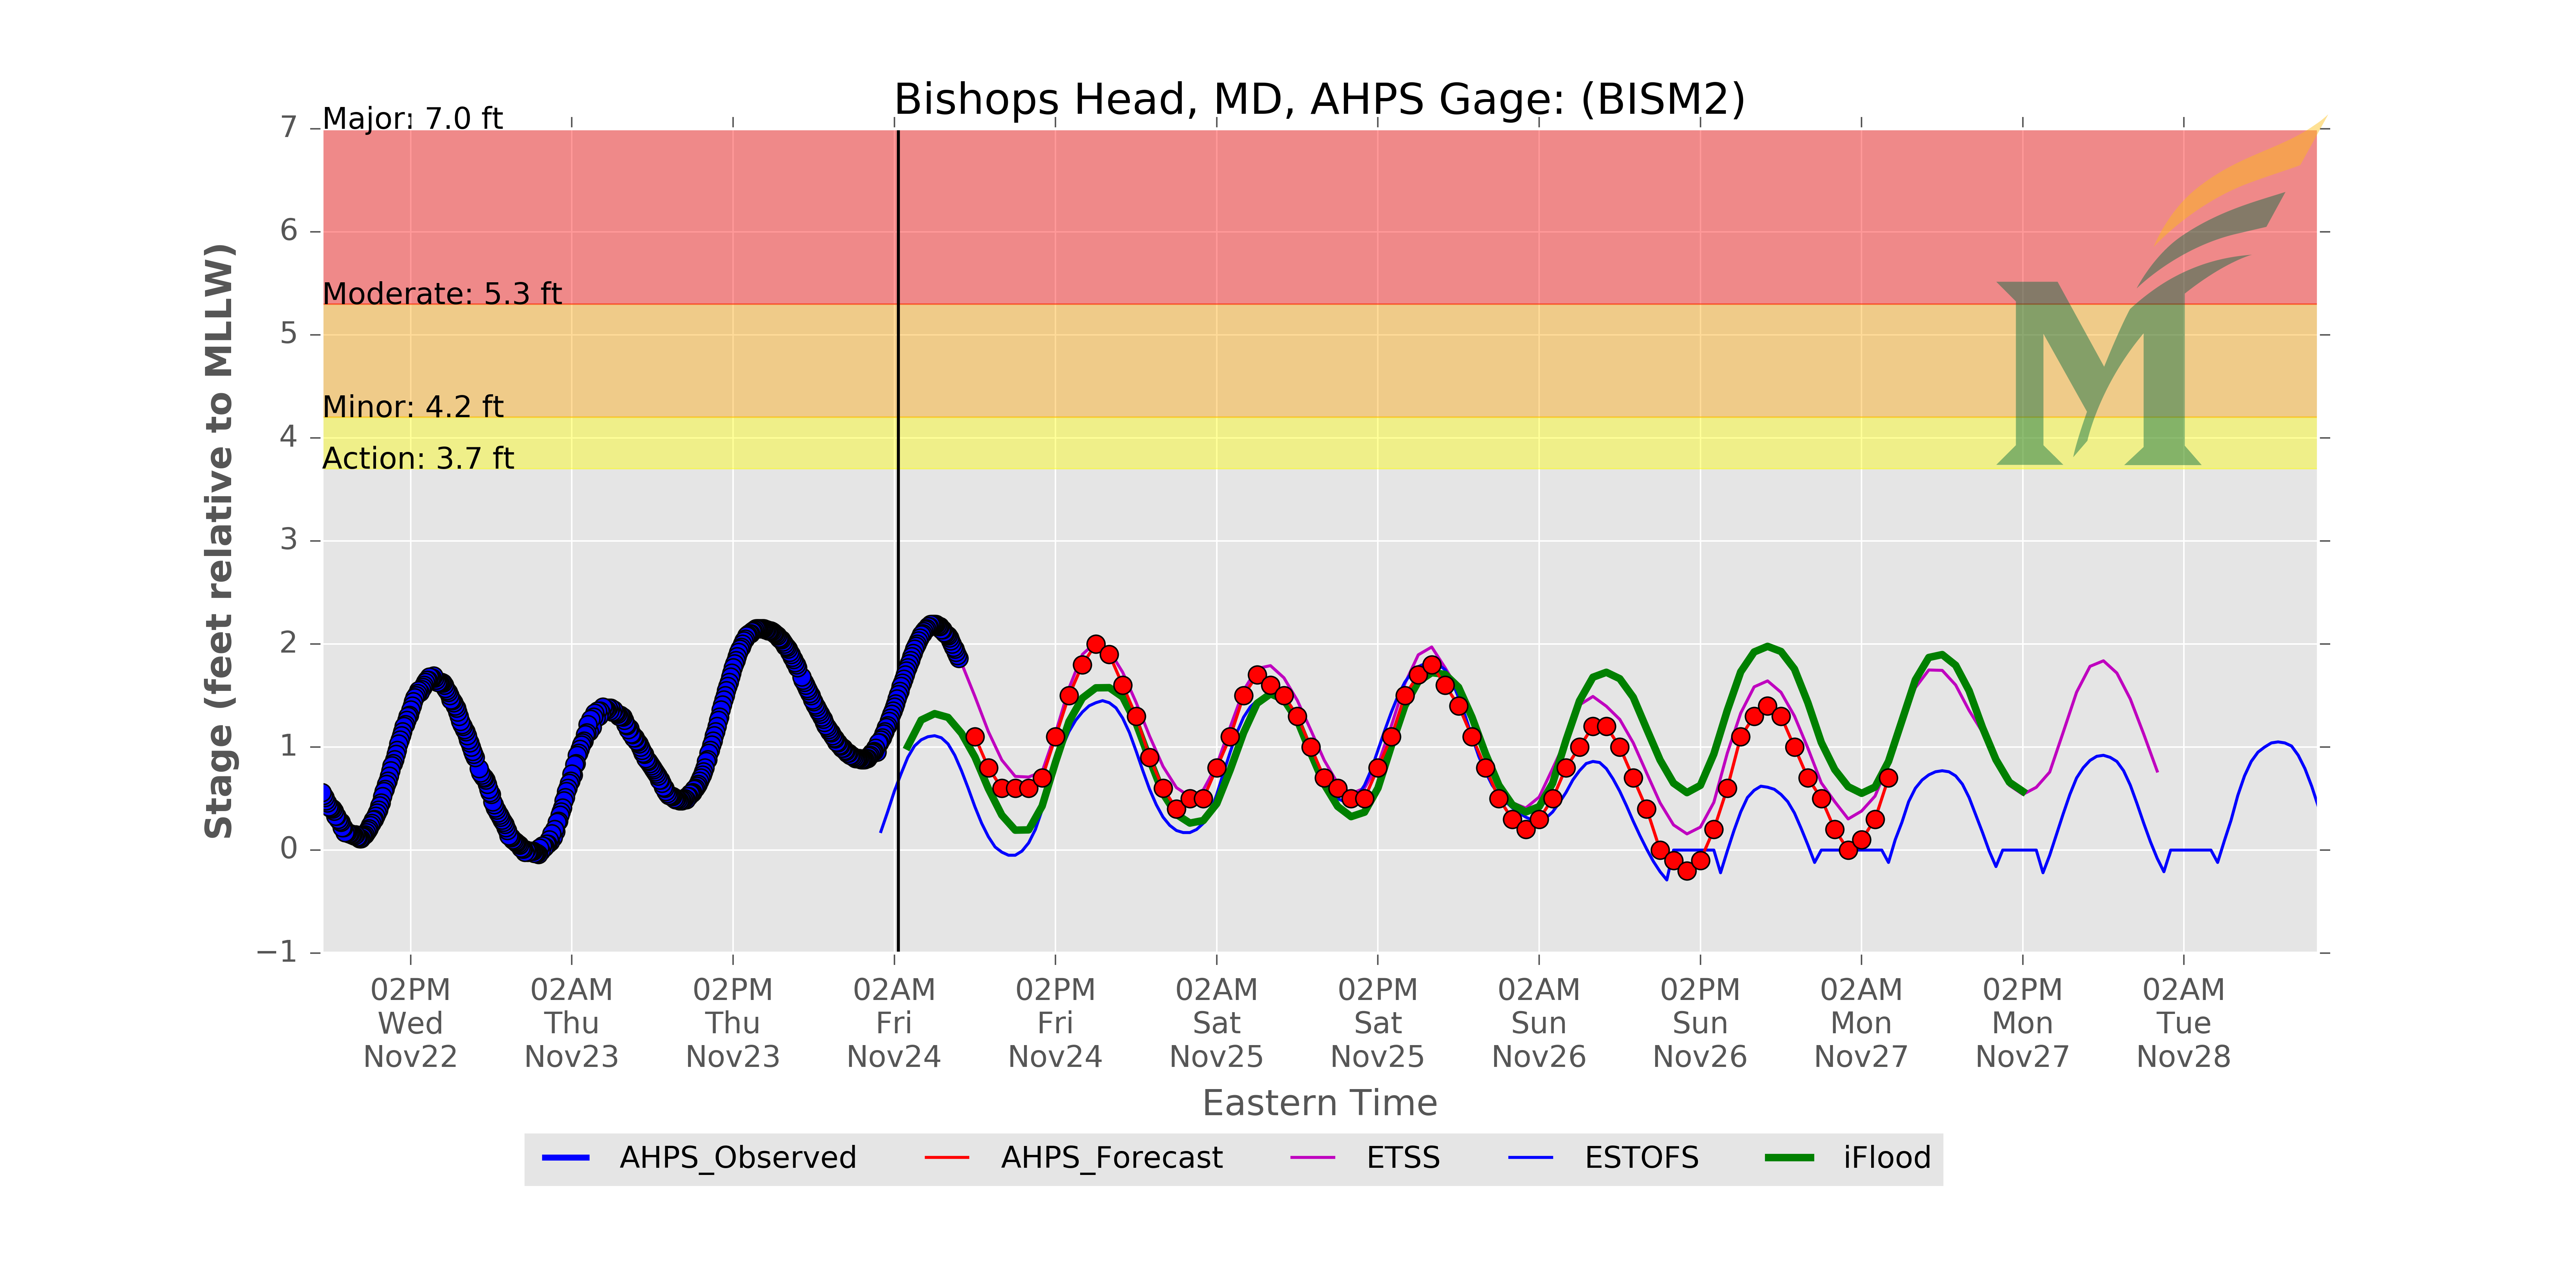 Bishops Head, MD, AHPS Gage: (BISM2)
Major: 7.0 ft
Moderate: 5.3 ft
Minor: 4.2 ft
Action: 3.7 ft
Stage (feet relative to MLLW)
7
6
5
4
3
2
1
0
−1
02PM Wed Nov22
02AM Thu Nov23
02PM Thu Nov23
02AM Fri Nov24
02PM Fri Nov24
02AM Sat Nov25
02PM Sat Nov25
02AM Sun Nov26
02PM Sun Nov26
02AM Mon Nov27
02PM Mon Nov27
02AM Tue Nov28
Eastern Time
AHPS_Observed AHPS_Forecast ETSS ESTOFS iFlood
M